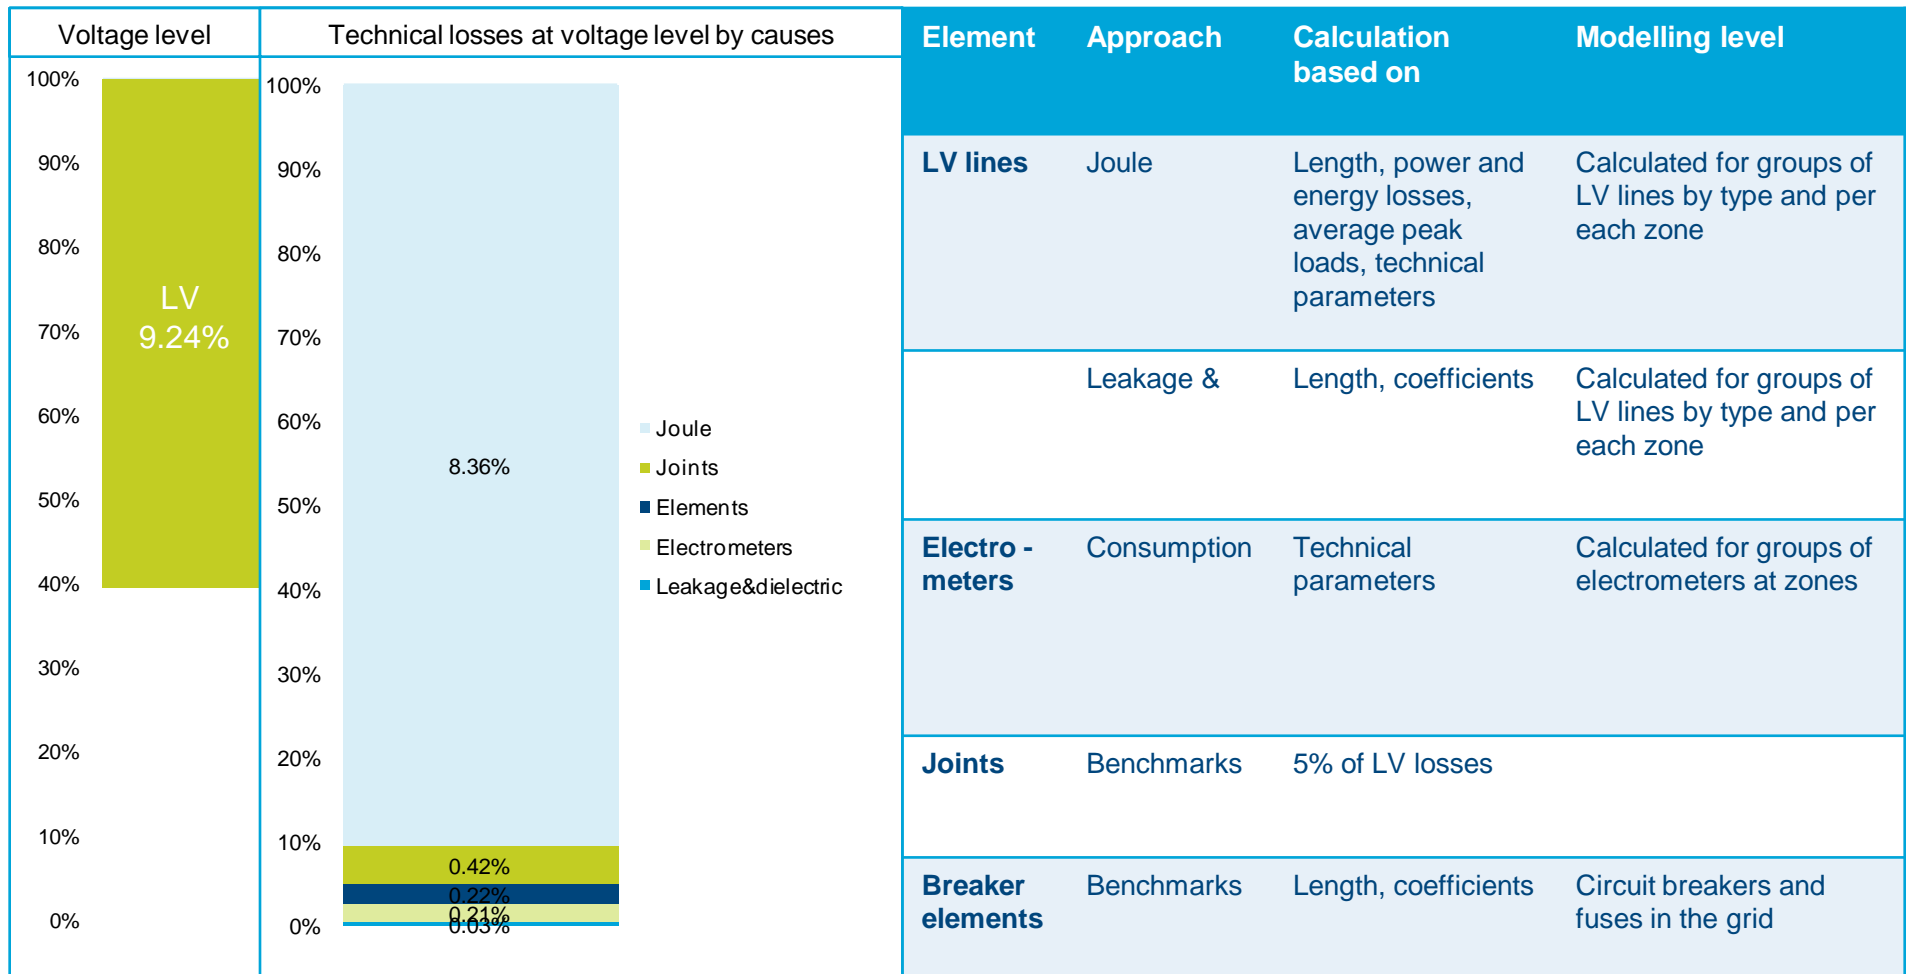 Voltage level
Technical losses at voltage level by causes
100%
90%
80%
70%
60%
50%
40%
30%
20%
10%
0%
LV
9.24%
100%
90%
80%
70%
60%
50%
40%
30%
20%
10%
0%
8.36%
0.42%
0.22%
0.21%
0.03%
Joule
Joints
Elements
Electrometers
Leakage&dielectric
Element
Approach
Calculation
based on
Modelling level
LV lines
Joule
Length, power and
energy losses,
average peak
loads, technical
parameters
Calculated for groups of
LV lines by type and per
each zone
Leakage &
Length, coefficients
Calculated for groups of
LV lines by type and per
each zone
Electro -
meters
Consumption
Technical
parameters
Calculated for groups of
electrometers at zones
Joints
Benchmarks
5% of LV losses
Breaker
elements
Benchmarks
Length, coefficients
Circuit breakers and
fuses in the grid